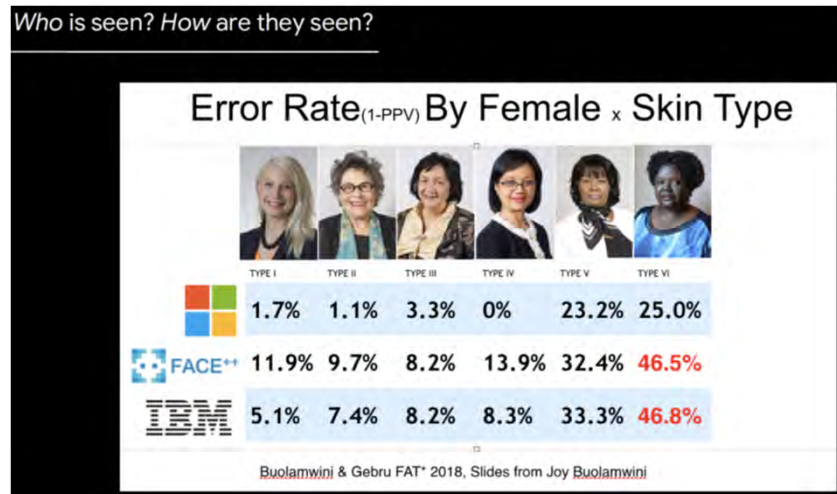 Who is seen? How are they seen?
Error Rate(1-PPV) By Female x Skin Type
TYPE I TYPE II TYPE III TYPE IV TYPE V TYPE VI
1.7% 1.1% 3.3% 0% 23.2% 25.0%
FACE++ 11.9% 9.7% 8.2% 13.9% 32.4% 46.5%
IBM 5.1% 7.4% 8.2% 8.3% 33.3% 46.8%
Buolamwini & Gebru FAT* 2018, Slides from Joy Buolamwini